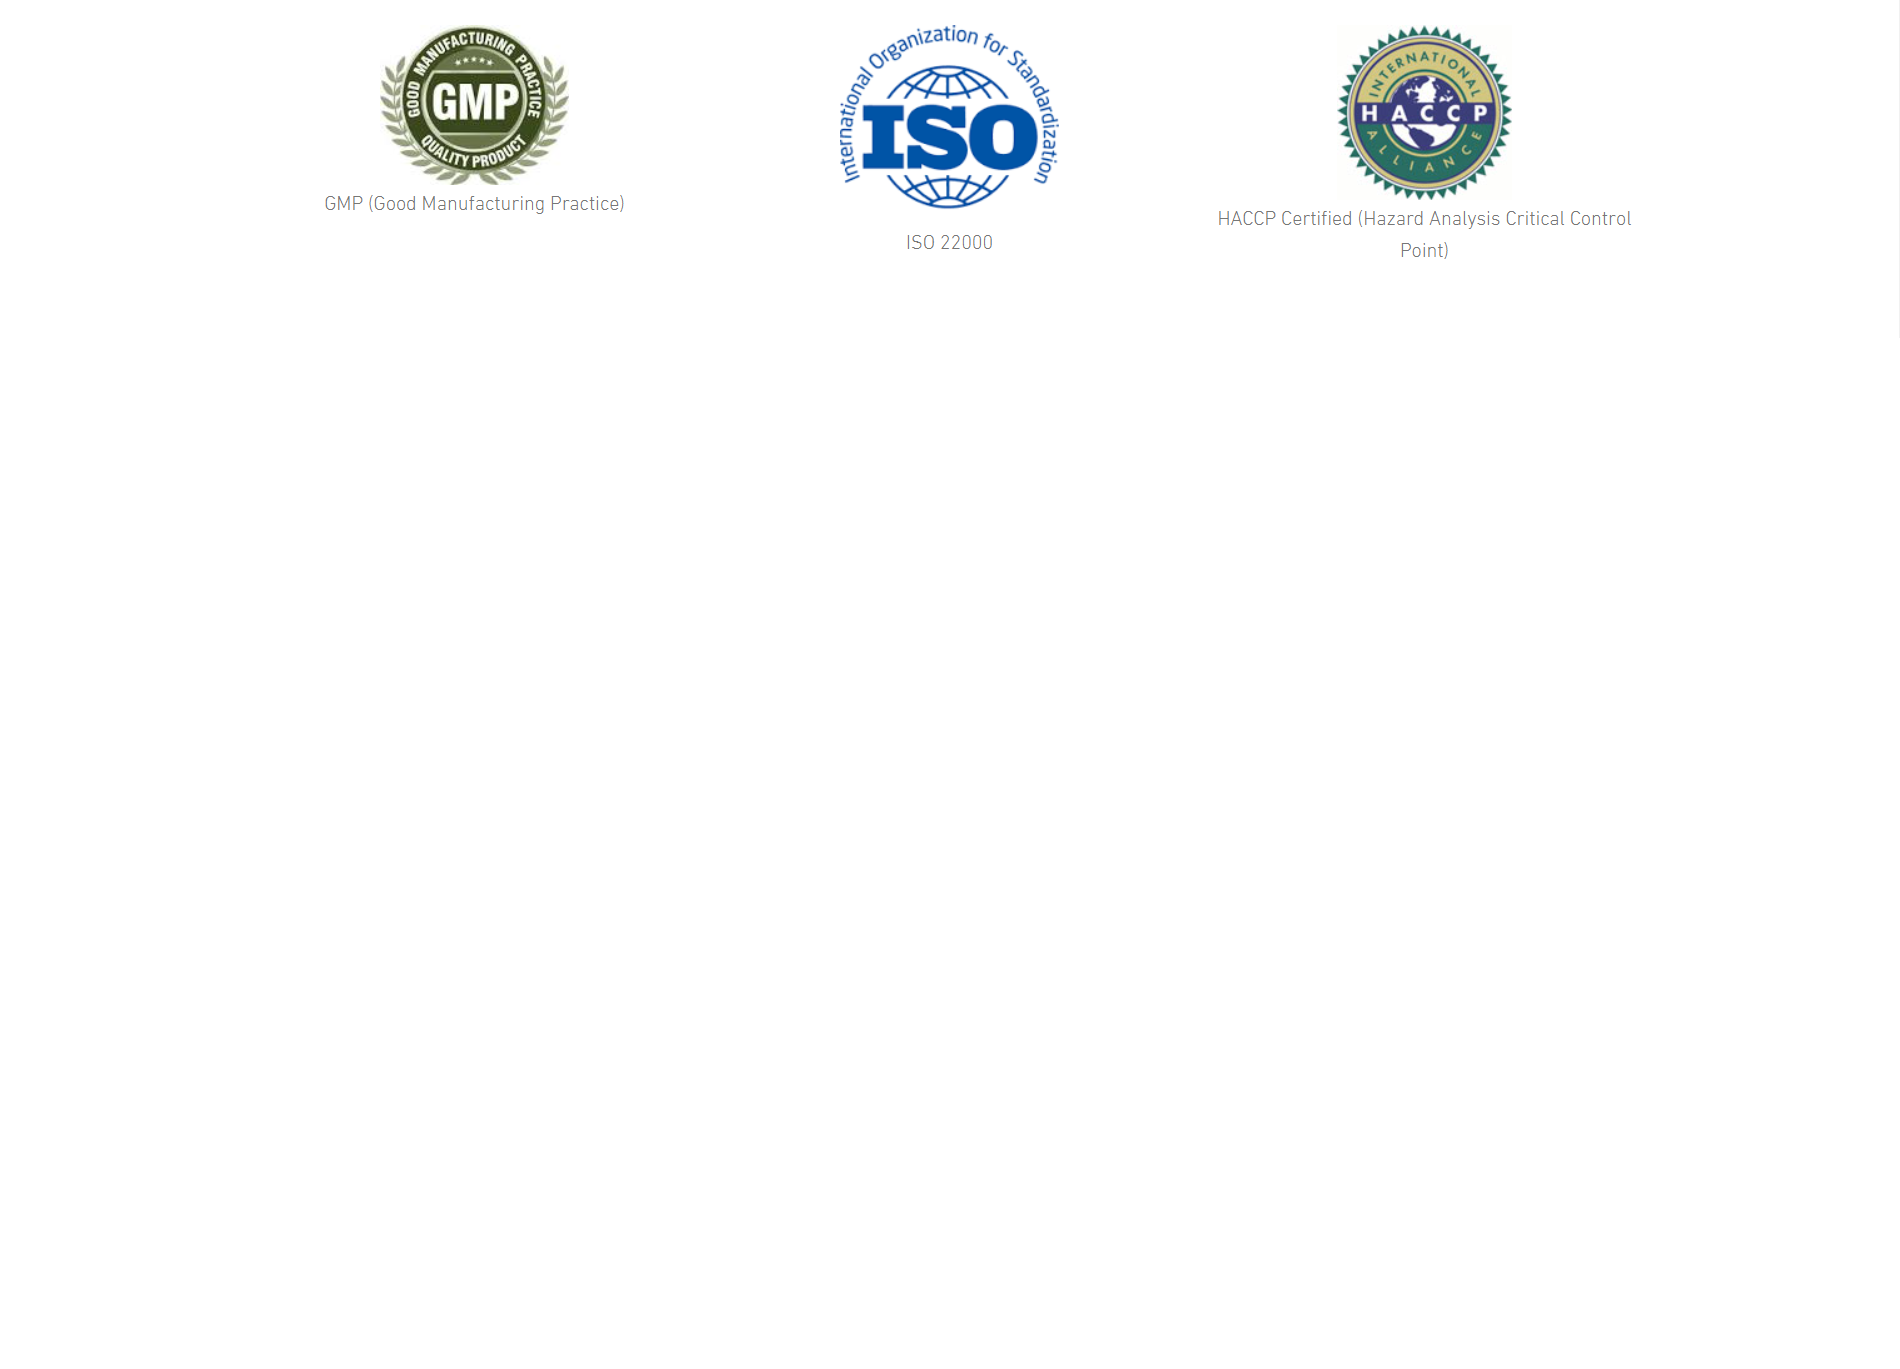 GOOD MANUFACTURING PRACTICE
GMP
QUALITY PRODUCT
GMP (Good Manufacturing Practice)
International Organization for Standardization
ISO
ISO 22000
INTERNATIONAL
HACCP
ALLIANCE
HACCP Certified (Hazard Analysis Critical Control
Point)